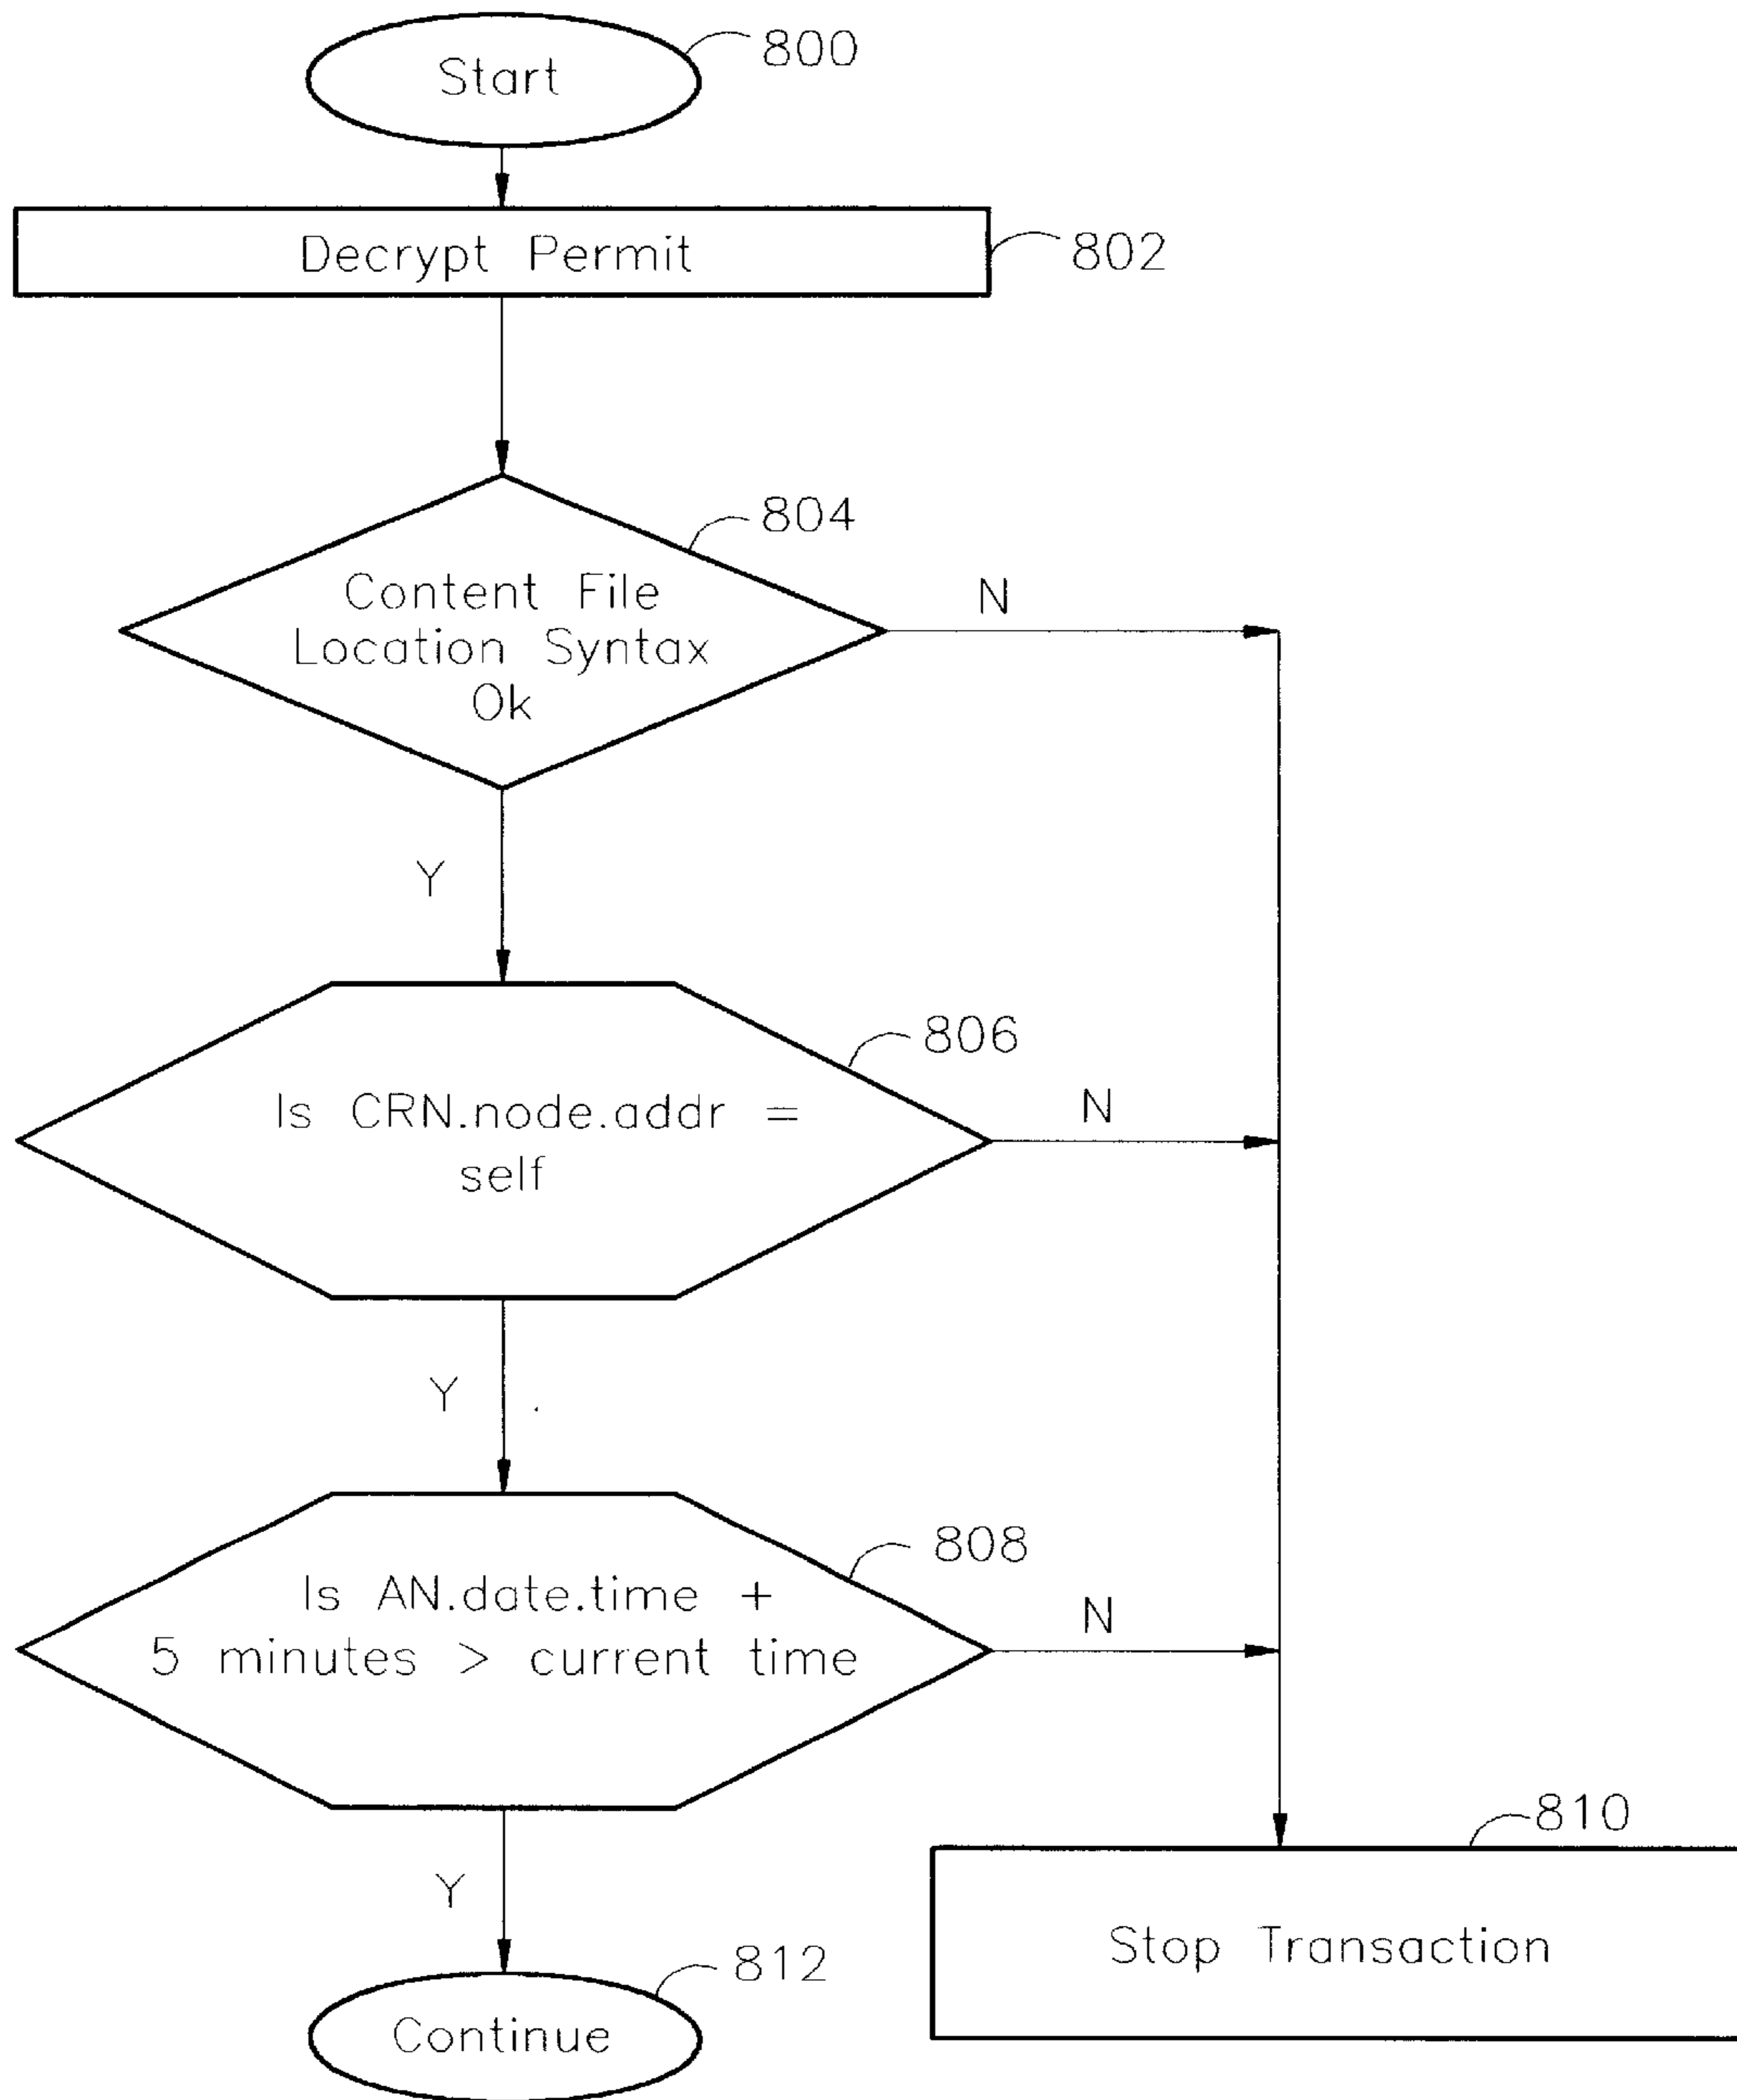 Start
800
Decrypt Permit
802
804
Content File
Location Syntax
Ok
N
Y
806
Is CRN.node.addr =
self
N
Y
808
Is AN.date.time +
5 minutes > current time
N
Y
810
Stop Transaction
812
Continue